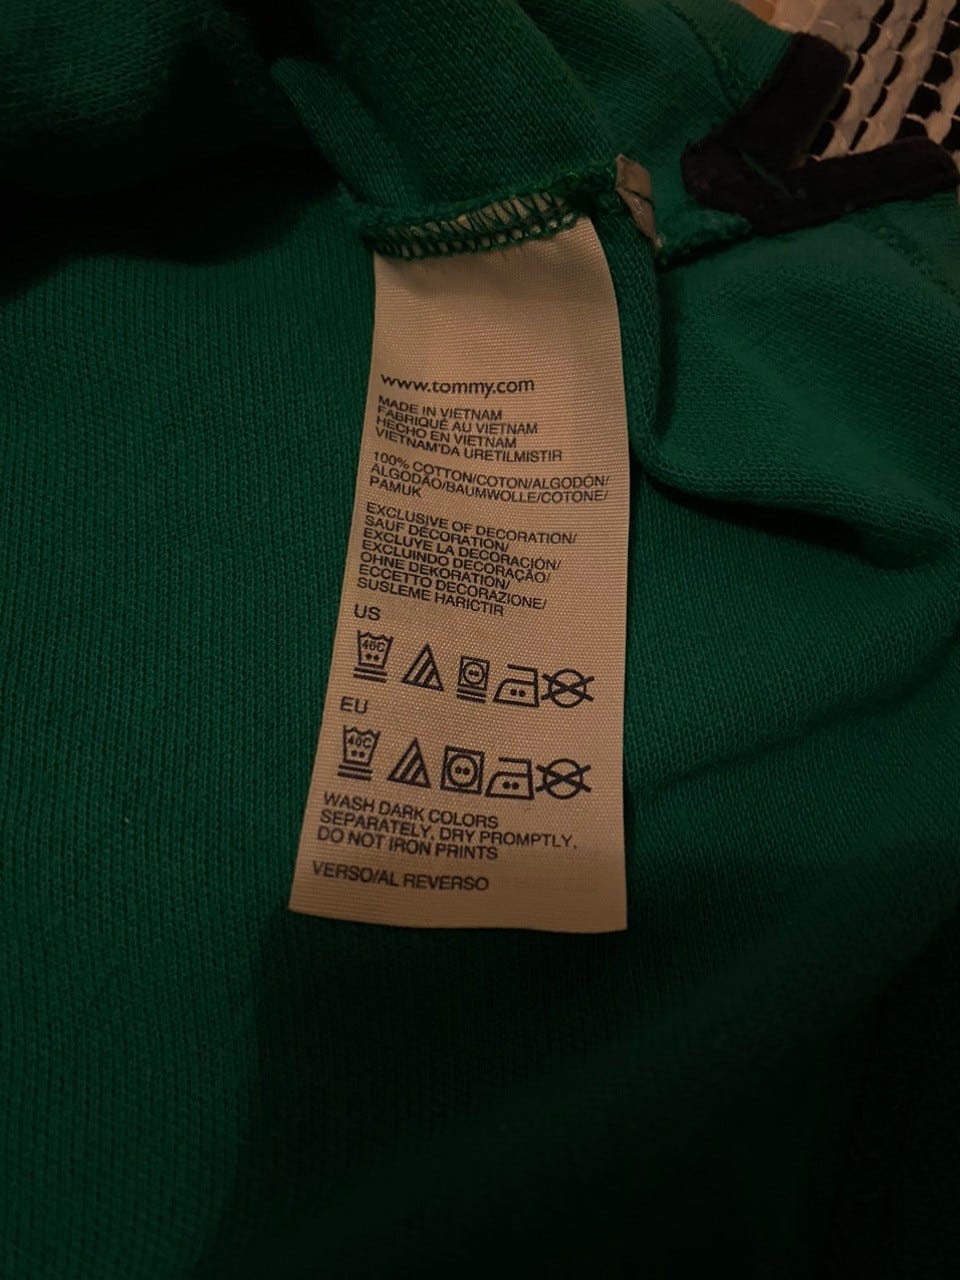 www.tommy.com
MADE IN VIETNAM
FABRIQUÉ AU VIETNAM
HECHO EN VIETNAM
VIETNAM'DA URETILMISTIR
100% COTTON/COTON/ALGODÓN/
ALGODÃO/BAUMWOLLE/COTONE/
PAMUK
EXCLUSIVE OF DECORATION/
SAUF DÉCORATION/
EXCLUYE LA DECORACIÓN/
EXCLUINDO DECORAÇÃO/
OHNE DEKORATION/
ECCETTO DECORAZIONE/
SUSLEME HARICTIR
US
40C
EU
40C
WASH DARK COLORS
SEPARATELY, DRY PROMPTLY,
DO NOT IRON PRINTS
VERSO/AL REVERSO